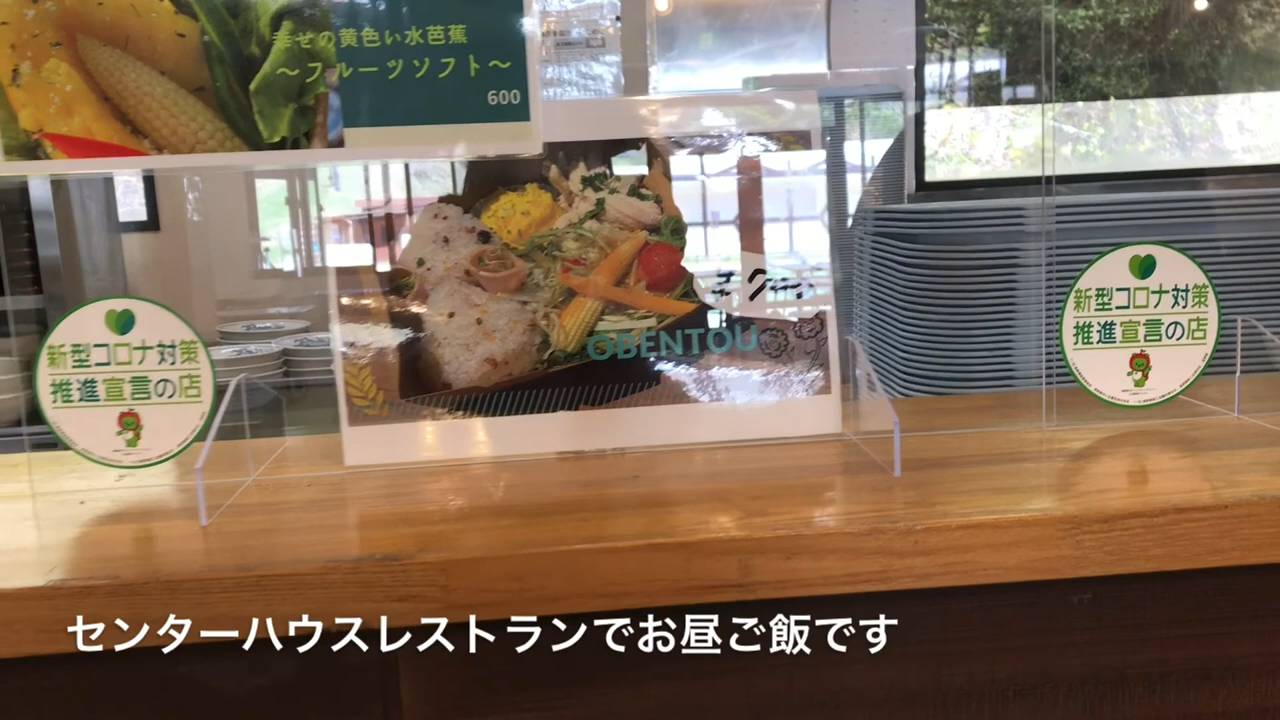 幸せの黄色い水芭蕉
～フルーツソフト～
600
OBENTOU
新型コロナ対策
推進宣言の店
新型コロナ対策
推進宣言の店
センターハウスレストランでお昼ご飯です